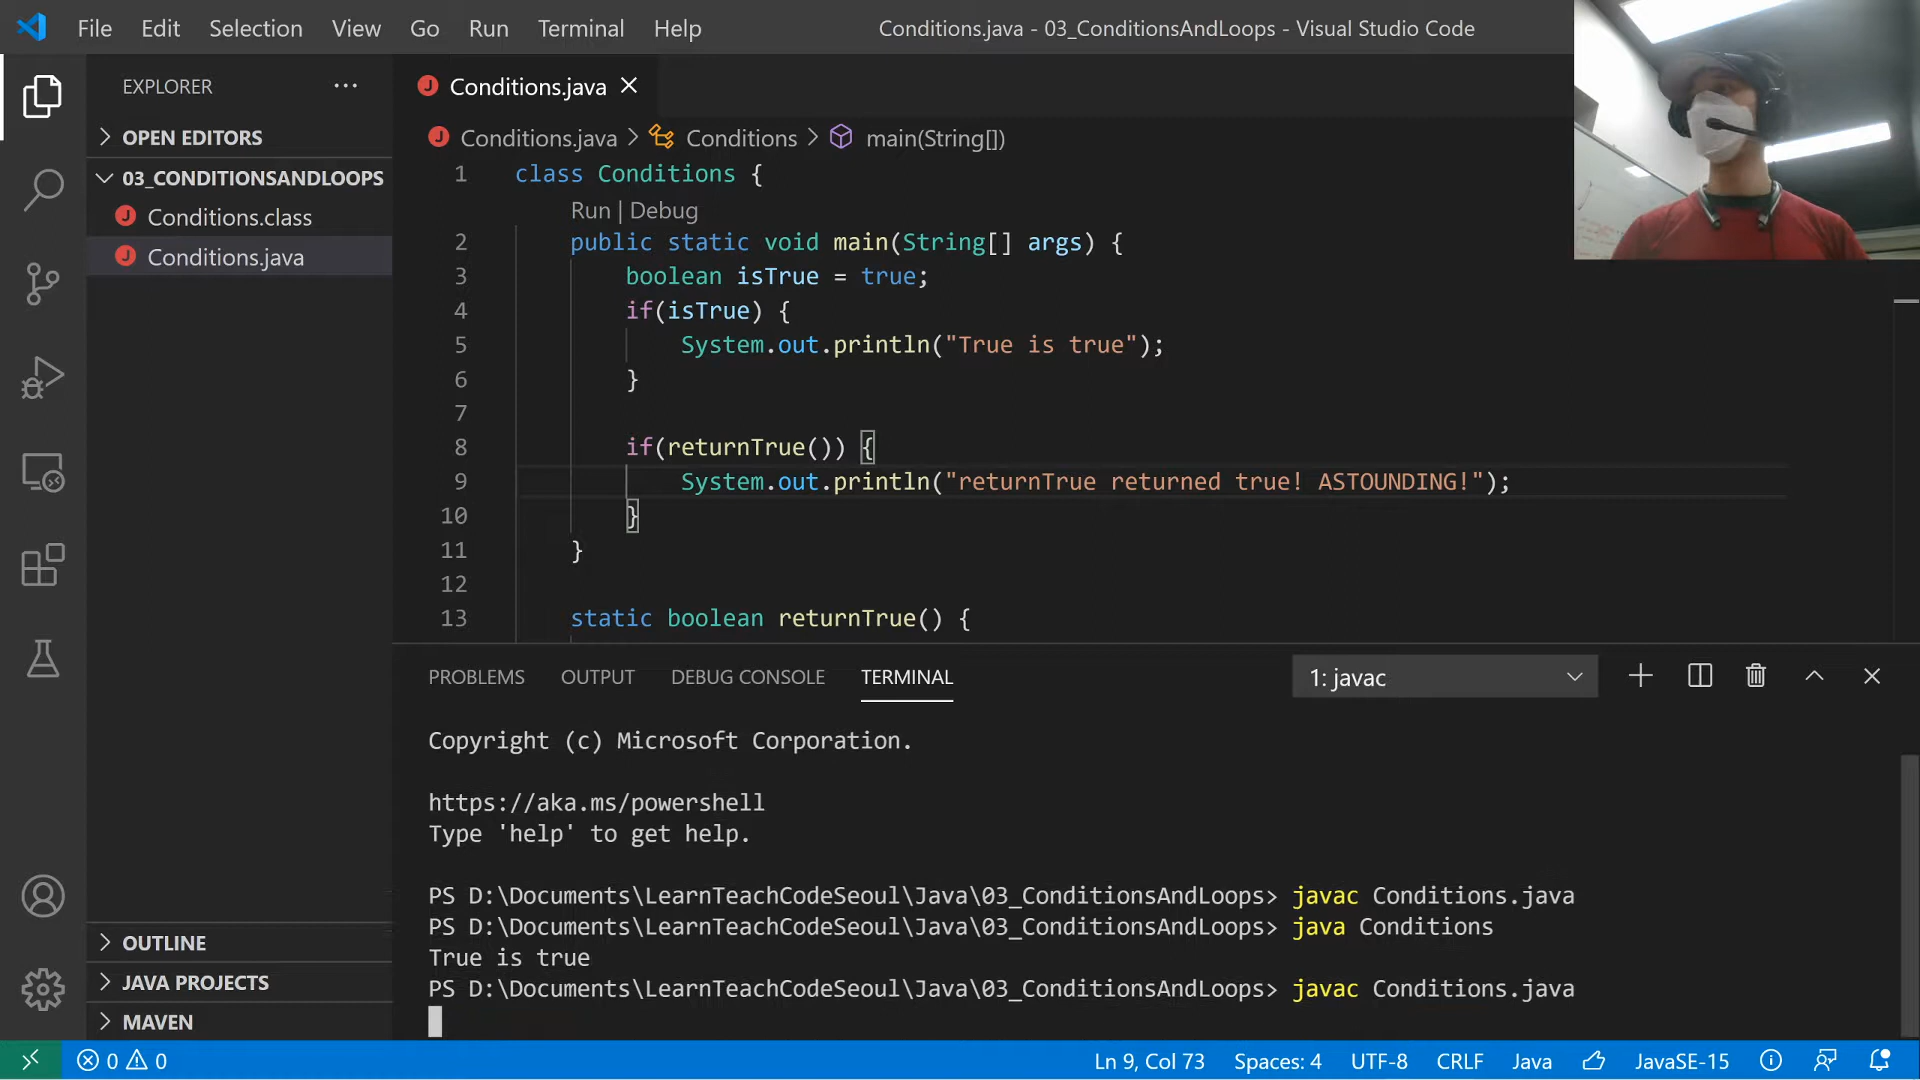 File Edit Selection View Go Run Terminal Help
Conditions.java - 03_ConditionsAndLoops - Visual Studio Code
EXPLORER
OPEN EDITORS
03_CONDITIONSANDLOOPS
Conditions.class
Conditions.java
OUTLINE
JAVA PROJECTS
MAVEN
Conditions.java
Conditions.java > Conditions > main(String[])
1 class Conditions {
Run | Debug
2 public static void main(String[] args) {
3 boolean isTrue = true;
4 if(isTrue) {
5 System.out.println("True is true");
6 }
7
8 if(returnTrue()) {
9 System.out.println("returnTrue returned true! ASTOUNDING!");
10 }
11 }
12
13 static boolean returnTrue() {
PROBLEMS OUTPUT DEBUG CONSOLE TERMINAL 1: javac
Copyright (c) Microsoft Corporation.
https://aka.ms/powershell
Type 'help' to get help.
PS D:\Documents\LearnTeachCodeSeoul\Java\03_ConditionsAndLoops> javac Conditions.java
PS D:\Documents\LearnTeachCodeSeoul\Java\03_ConditionsAndLoops> java Conditions
True is true
PS D:\Documents\LearnTeachCodeSeoul\Java\03_ConditionsAndLoops> javac Conditions.java
0 0 Ln 9, Col 73 Spaces: 4 UTF-8 CRLF Java JavaSE-15